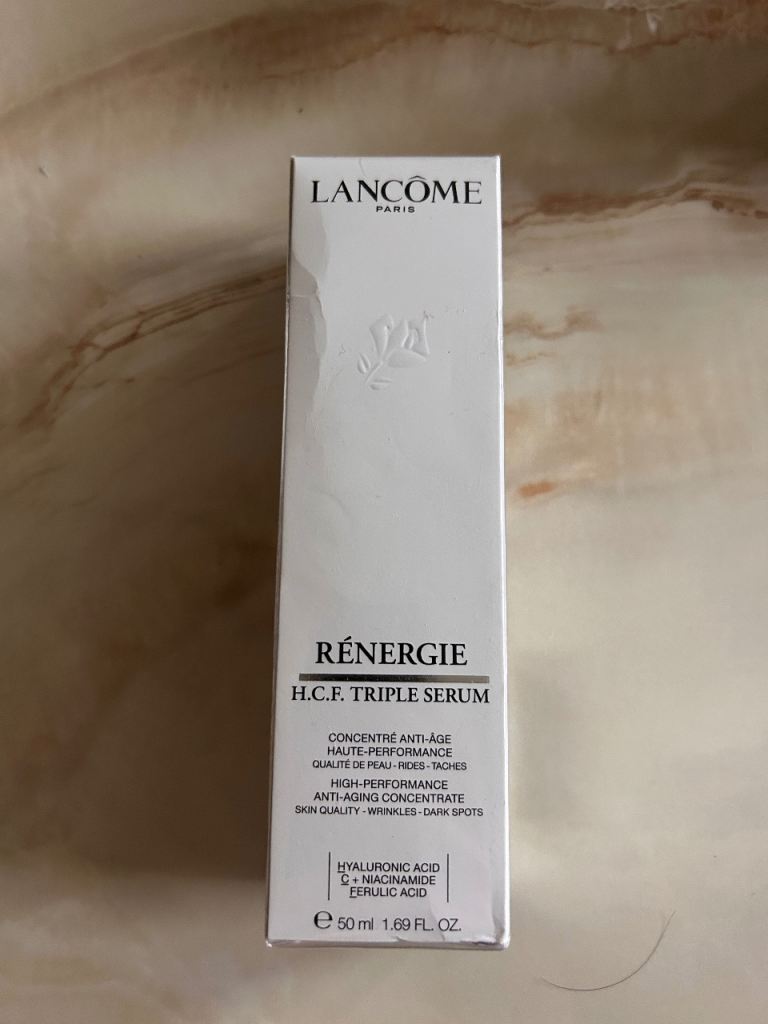 LANCÔME
PARIS
RÉNERGIE
H.C.F. TRIPLE SERUM
CONCENTRÉ ANTI-ÂGE
HAUTE-PERFORMANCE
QUALITÉ DE PEAU - RIDES - TACHES
HIGH-PERFORMANCE
ANTI-AGING CONCENTRATE
SKIN QUALITY - WRINKLES - DARK SPOTS
HYALURONIC ACID
C + NIACINAMIDE
FERULIC ACID
℮ 50 ml 1.69 FL. OZ.